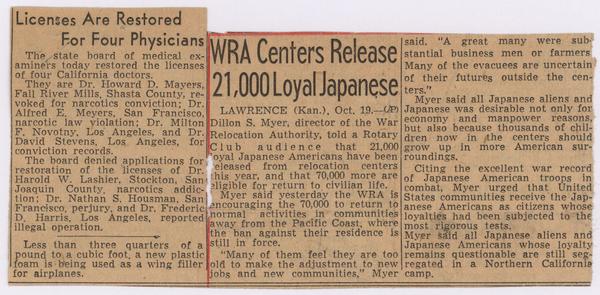 Licenses Are Restored
For Four Physicians
The state board of medical ex-
aminers today restored the licenses
of four California doctors.
They are Dr. Howard D. Mayers,
Fall River Mills, Shasta County, re-
voked for narcotics conviction; Dr.
Alfred E. Meyers, San Francisco,
narcotic law violation; Dr. Milton
F. Novotny, Los Angeles, and Dr.
David Stevens, Los Angeles, for
conviction records.
The board denied applications for
restoration of the licenses of Dr.
Harold W. Lashier, Stockton, San
Joaquin County, narcotics addic-
tion; Dr. Nathan S. Housman, San
Francisco, perjury, and Dr. Frederic
D. Harris, Los Angeles, reported
illegal operation.
Less than three quarters of a
pound to a cubic foot, a new plastic
foam is being used as a wing filler
for airplanes.
WRA Centers Release
21,000 Loyal Japanese
LAWRENCE (Kan.), Oct. 19.—(AP)
Dillon S. Myer, director of the War
Relocation Authority, told a Rotary
Club audience that 21,000
loyal Japanese Americans have been
released from relocation centers
this year, and that 70,000 more are
eligible for return to civilian life.
Myer said yesterday the WRA is
encouraging the 70,000 to return to
normal activities in communities
away from the Pacific Coast, where
the ban against their residence is
still in force.
"Many of them feel they are too
old to make the adjustment to new
jobs and new communities," Myer
said. "A great many were sub-
stantial business men or farmers.
Many of the evacuees are uncertain
of their futures outside the cen-
ters."
Myer said all Japanese aliens and
Japanese was desirable not only for
economy and manpower reasons,
but also because thousands of chil-
dren now in the centers should
grow up in more American sur-
roundings.
Citing the excellent war record
of Japanese American troops in
combat, Myer urged that United
States communities receive the Jap-
anese Americans as citizens whose
loyalties had been subjected to the
most rigorous tests.
Myer said all Japanese aliens and
Japanese Americans whose loyalty
remains questionable are still seg-
regated in a Northern California
camp.